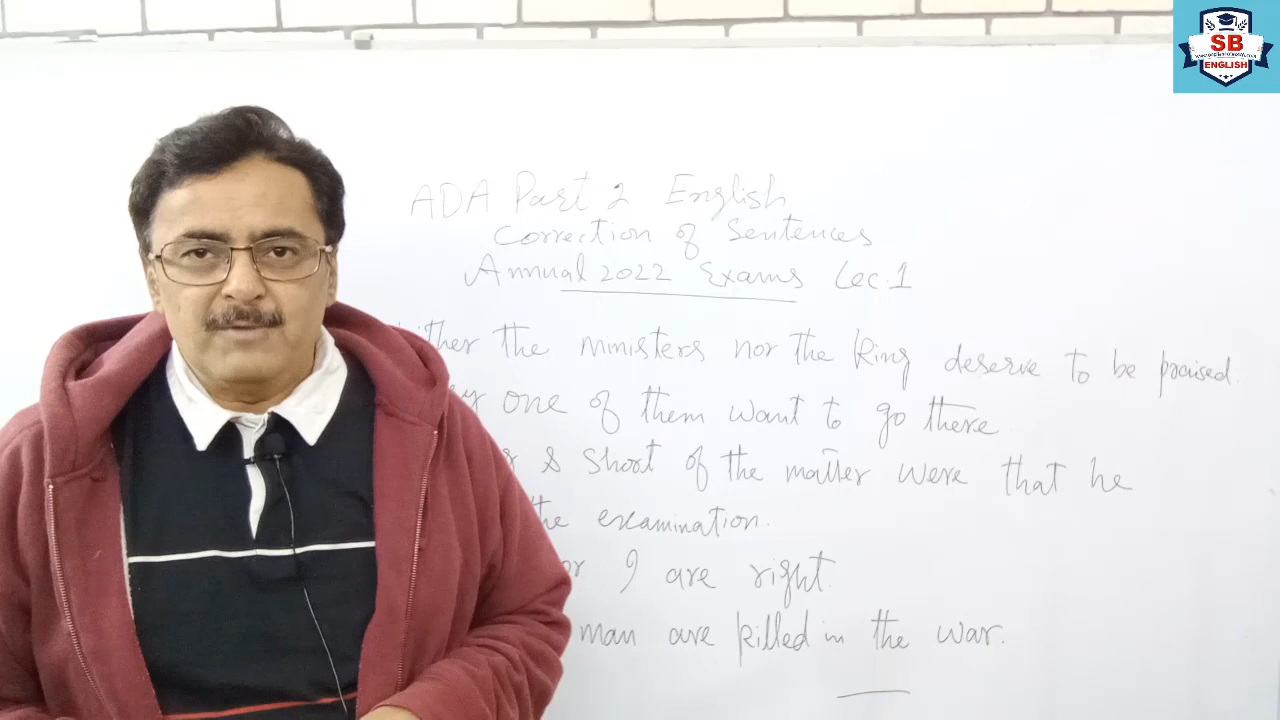 SB
ENGLISH
ADA Part 2 English
Correction of Sentences
Annual 2022 Exams Lec.1
the ministers nor the King deserve to be praised.
one of them want to go there
& short of the matter were that he
the examination.
or I are right.
man are killed in the war.